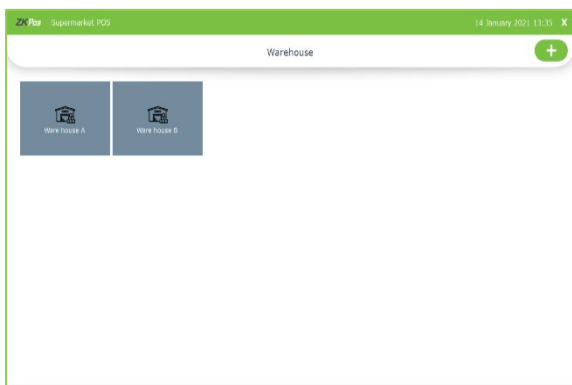 ZKPos Supermarket POS 14 January 2021 13:35 X
Warehouse +
Ware house A Ware house B